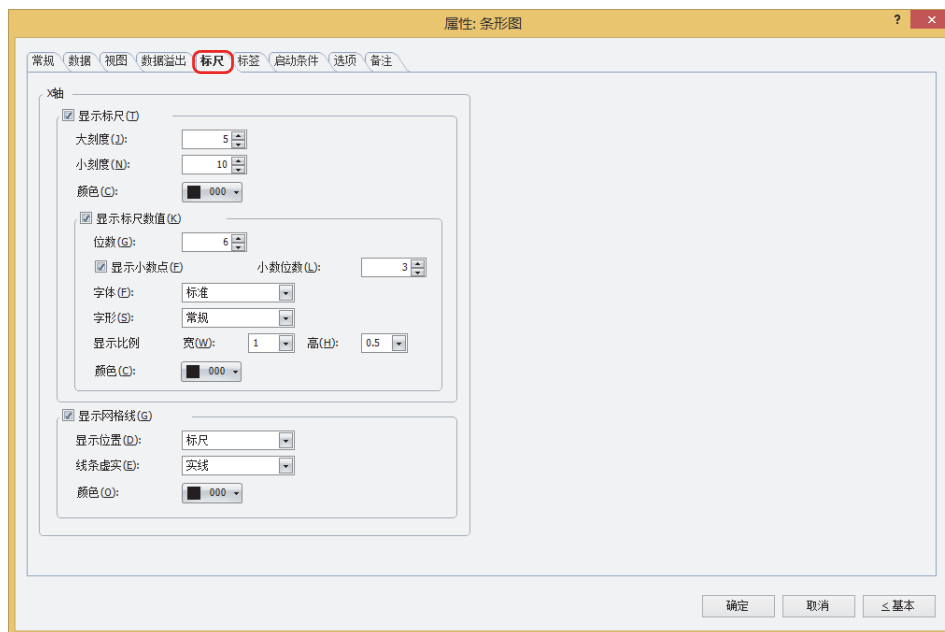 属性: 条形图 ? ×
常规 数据 视图 数据溢出 标尺 标签 启动条件 选项 备注
X轴
显示标尺(T)
大刻度(J): 5
小刻度(N): 10
颜色(C): 000
显示标尺数值(K)
位数(G): 6
显示小数点(F) 小数位数(L): 3
字体(F): 标准
字形(S): 常规
显示比例 宽(W): 1 高(H): 0.5
颜色(C): 000
显示网格线(G)
显示位置(D): 标尺
线条虚实(E): 实线
颜色(O): 000
确定 取消 ≤基本